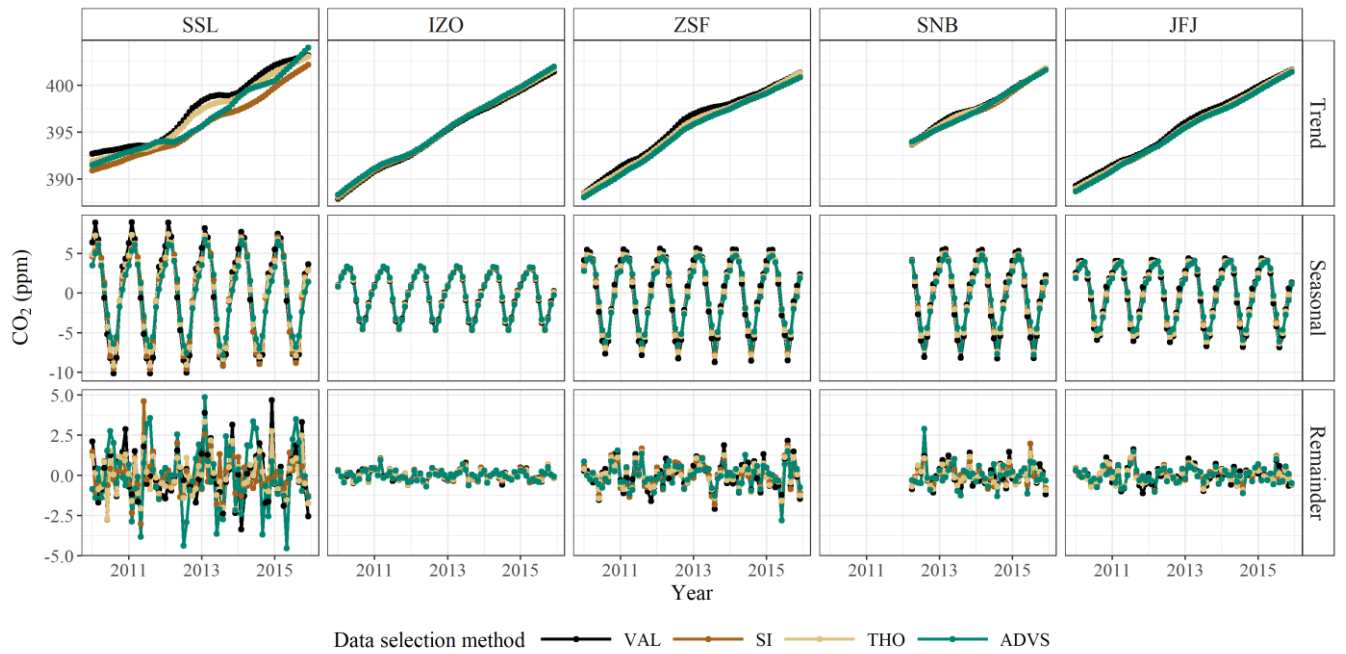 SSL IZO ZSF SNB JFJ
400
395
390
Trend
5
0
-5
-10
Seasonal
CO₂ (ppm)
5.0
2.5
0.0
-2.5
-5.0
Remainder
2011 2013 2015 2011 2013 2015 2011 2013 2015 2011 2013 2015 2011 2013 2015
Year
Data selection method VAL SI THO ADVS